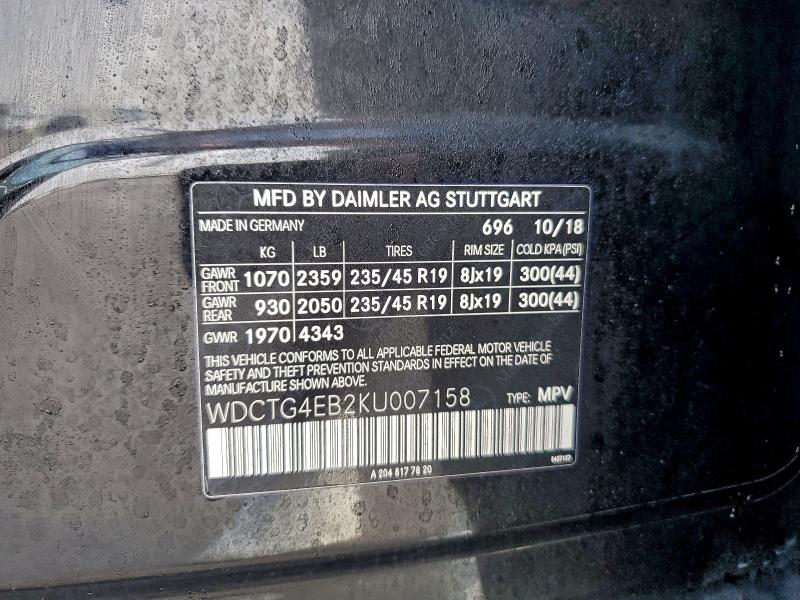 MFD BY DAIMLER AG STUTTGART
MADE IN GERMANY 696 10/18
KG LB TIRES RIM SIZE COLD KPA (PSI)
GAWR FRONT 1070 2359 235/45 R19 8Jx19 300(44)
GAWR REAR 930 2050 235/45 R19 8Jx19 300(44)
GVWR 1970 4343
THIS VEHICLE CONFORMS TO ALL APPLICABLE FEDERAL MOTOR VEHICLE
SAFETY AND THEFT PREVENTION STANDARDS IN EFFECT ON THE DATE OF
MANUFACTURE SHOWN ABOVE.
WDCTG4EB2KU007158 TYPE: MPV
A 204 817 78 20